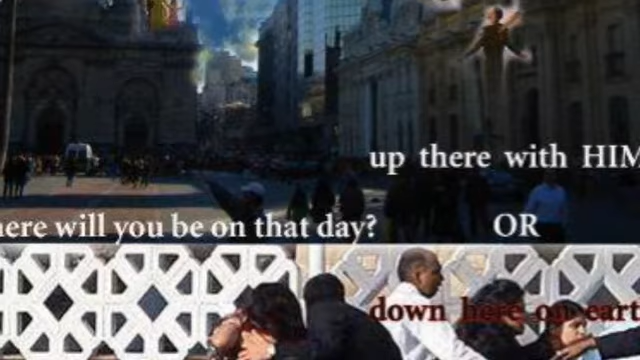 up there with HIM
here will you be on that day?
OR
down here on eart